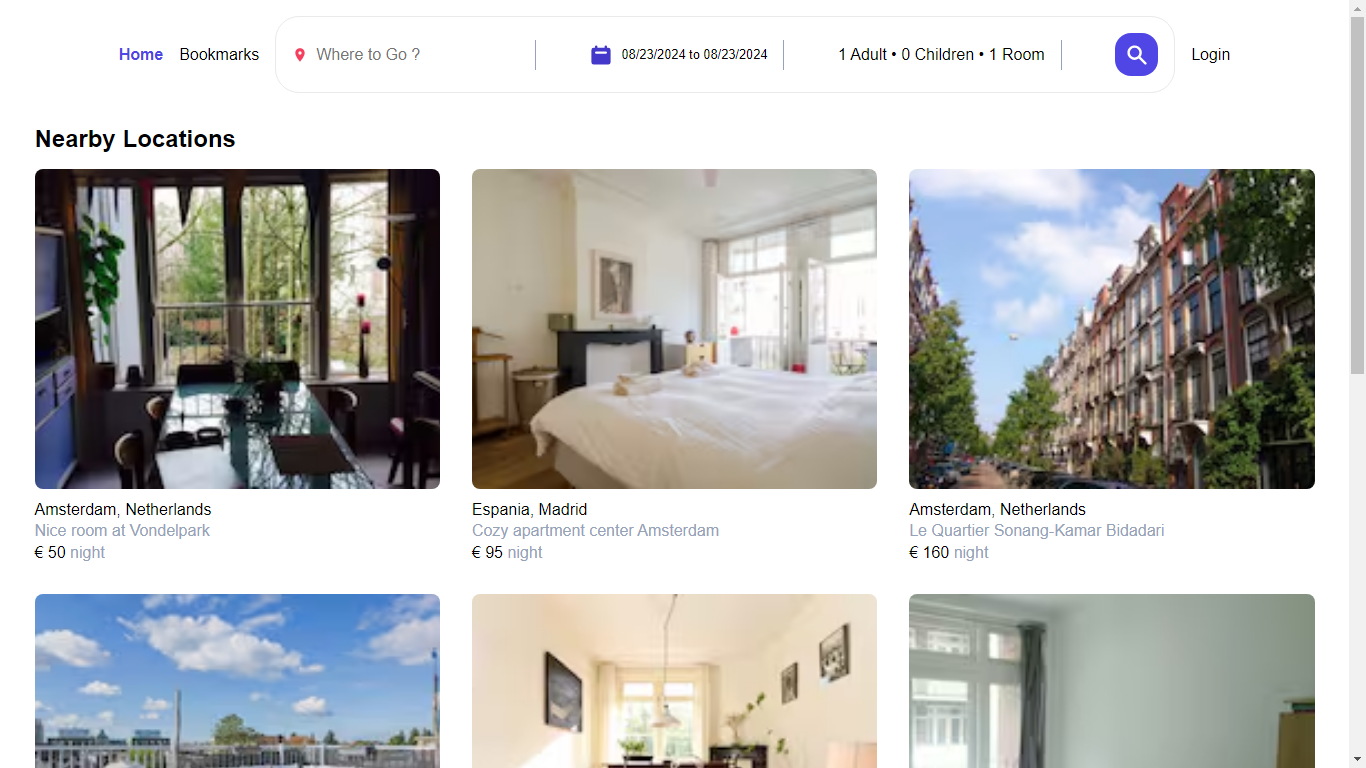 Home Bookmarks Where to Go ? 08/23/2024 to 08/23/2024 1 Adult • 0 Children • 1 Room Login
Nearby Locations
Amsterdam, Netherlands
Nice room at Vondelpark
€ 50 night
Espania, Madrid
Cozy apartment center Amsterdam
€ 95 night
Amsterdam, Netherlands
Le Quartier Sonang-Kamar Bidadari
€ 160 night